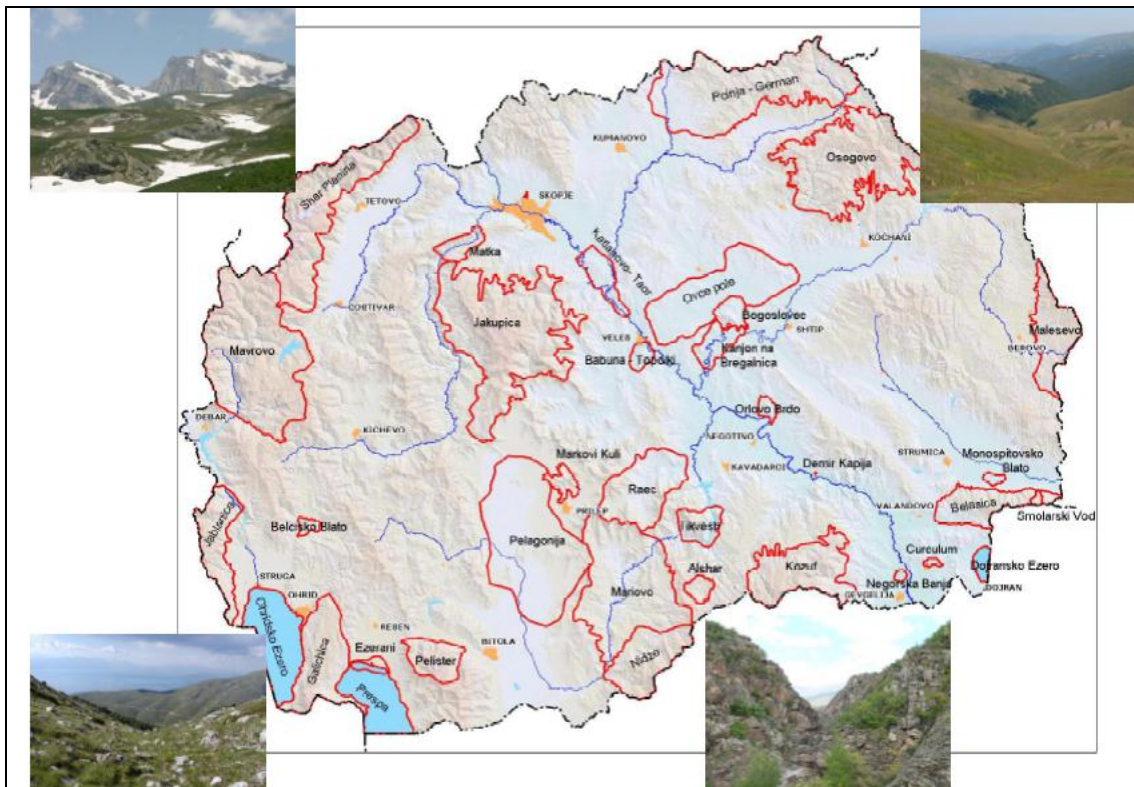 Pcinja - German
KUMANOVO
Osogovo
Shar Planina
SKOPJE
TETOVO
KOCHANI
Matka
Katlanovo- Taor
Ovce pole
GOSTIVAR
Jakupica
Bogoslovec
SHTIP
Malesevo
VELES
BEROVO
Mavrovo
Babuna - Topolki
Kanjon na
Bregalnica
Orlovo Brdo
DEBAR
KICHEVO
NEGOTINO
Markovi Kuli
Demir Kapija
STRUMICA
Monospitovsko
Blato
KAVADARCI
Raec
Belasica
VALANDOVO
Smolarski Vod
Jablanica
Belcisko Blato
PRILEP
Tikvesh
Pelagonija
Curculum
Dojransko Ezero
STRUGA
Alshar
Kozuf
Negorska Banja
OHRID
Mariovo
GEVGELIJA
DOJRAN
Ohridsko Ezero
Galichica
RESEN
Ezerani
BITOLA
Pelister
Nidze
Prespa